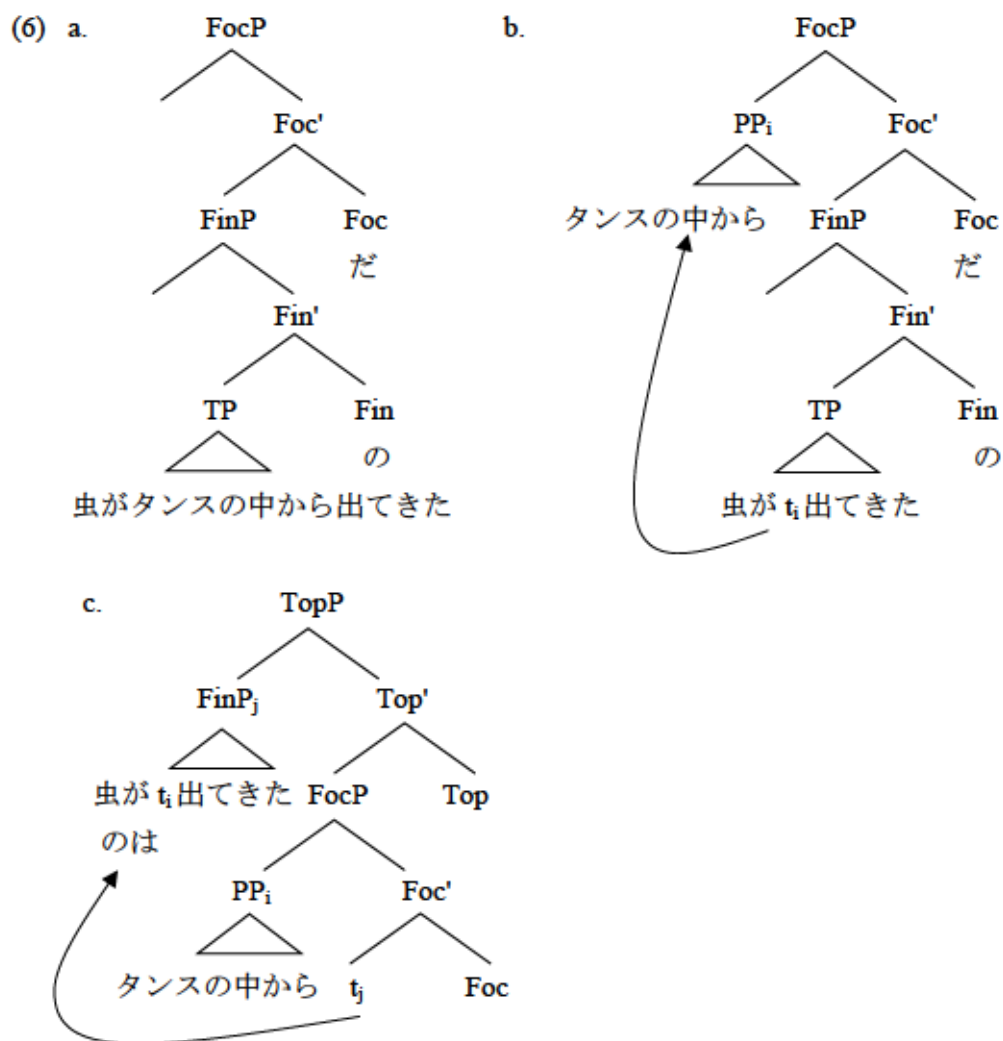 (6) a. FocP b. FocP
Foc' PPi Foc'
FinP Foc タンスの中から FinP Foc
だ だ
Fin' Fin'
TP Fin TP Fin
の の
虫がタンスの中から出てきた 虫が ti 出てきた
c. TopP
FinPj Top'
虫が ti 出てきた FocP Top
のは
PPi Foc'
タンスの中から tj Foc